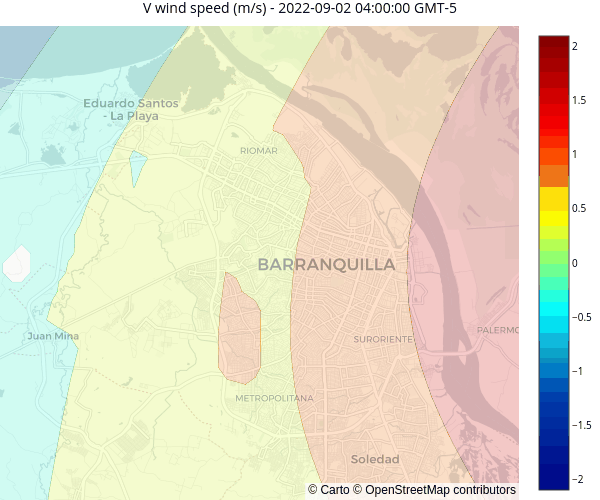 V wind speed (m/s) - 2022-09-02 04:00:00 GMT-5
Eduardo Santos
- La Playa
RIOMAR
BARRANQUILLA
Juan Mina
SURORIENTE
PALERMO
METROPOLITANA
Soledad
© Carto © OpenStreetMap contributors
2
1.5
1
0.5
0
−0.5
−1
−1.5
−2